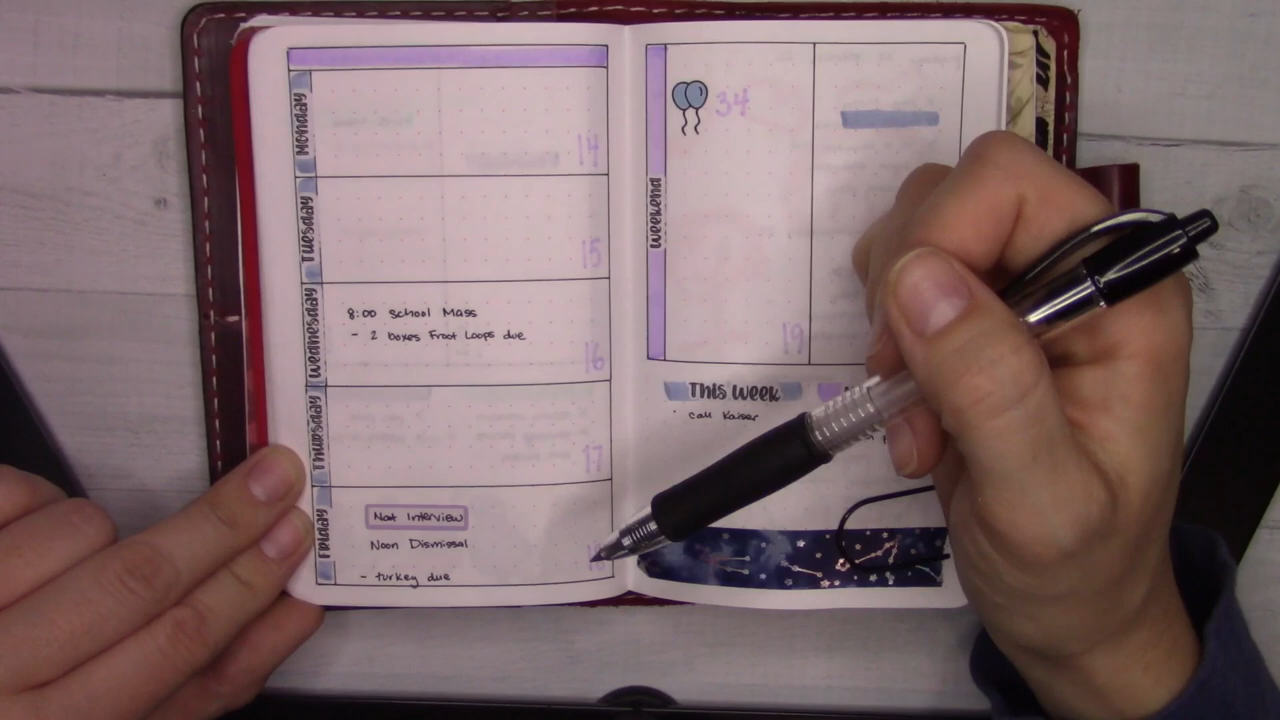 Monday
14
Tuesday
15
Wednesday
8:00 School Mass
- 2 boxes Froot Loops due
16
Thursday
17
Friday
Nat Interview
Noon Dismissal
- turkey due
18
Weekend
34
19
This Week
· call Kaiser